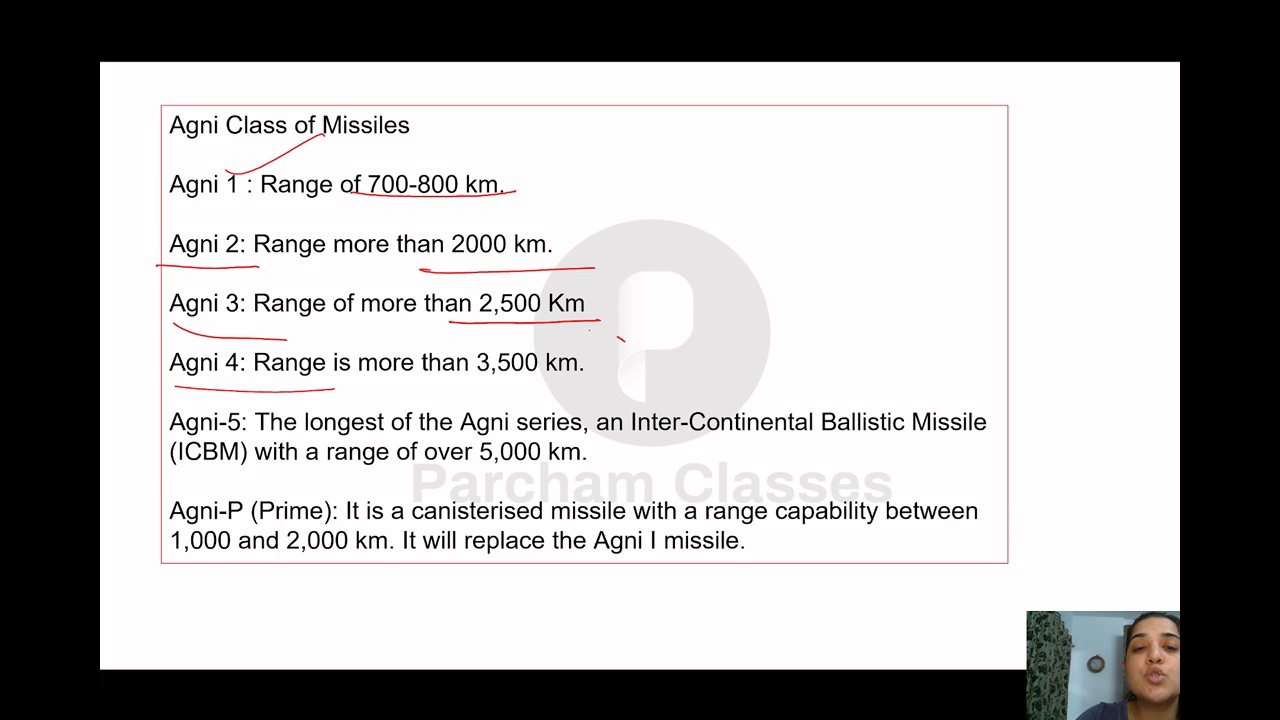 Agni Class of Missiles
Agni 1 : Range of 700-800 km.
Agni 2: Range more than 2000 km.
Agni 3: Range of more than 2,500 Km
Agni 4: Range is more than 3,500 km.
Agni-5: The longest of the Agni series, an Inter-Continental Ballistic Missile
(ICBM) with a range of over 5,000 km.
Parcham Classes
Agni-P (Prime): It is a canisterised missile with a range capability between
1,000 and 2,000 km. It will replace the Agni I missile.